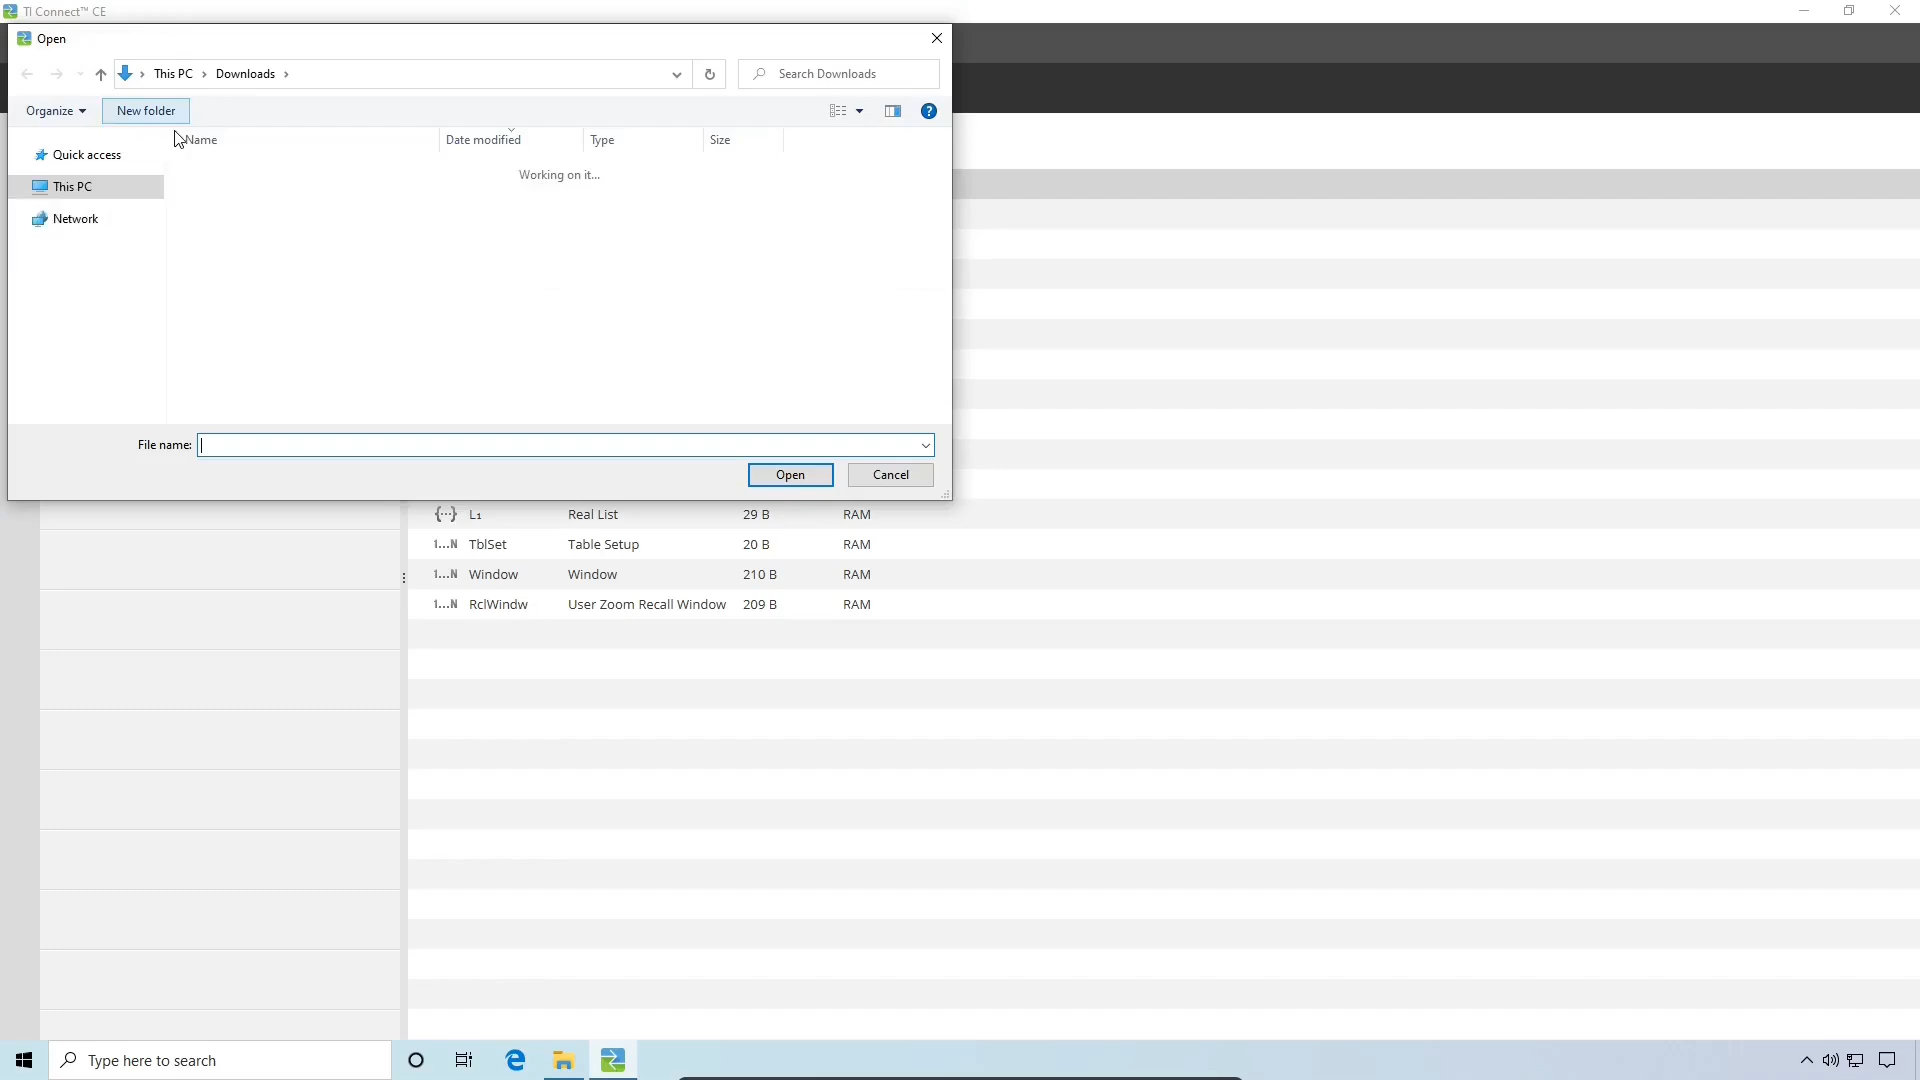 TI Connect™ CE
Open
This PC > Downloads >
Search Downloads
Organize
New folder
Name Date modified Type Size
Quick access
Working on it...
This PC
Network
File name:
Open Cancel
{···} L₁ Real List 29 B RAM
1...N TblSet Table Setup 20 B RAM
1...N Window Window 210 B RAM
1...N RclWindw User Zoom Recall Window 209 B RAM
Type here to search